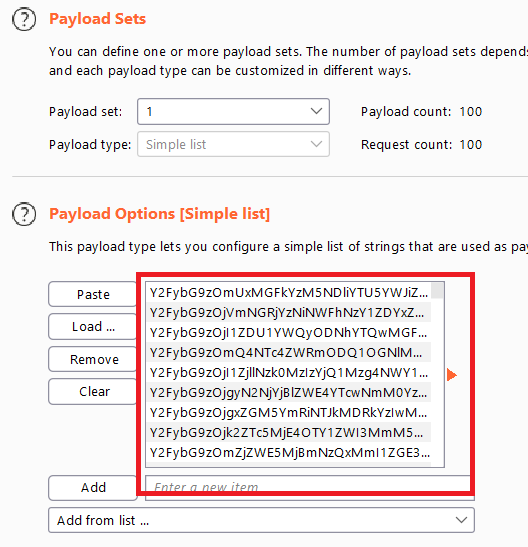 Payload Sets
You can define one or more payload sets. The number of payload sets depends
and each payload type can be customized in different ways.
Payload set: 1 Payload count: 100
Payload type: Simple list Request count: 100
Payload Options [Simple list]
This payload type lets you configure a simple list of strings that are used as pay
Paste
Load ...
Remove
Clear
Y2FybG9zOmUxMGFkYzM5NDliYTU5YWJiZ...
Y2FybG9zOjVmNGRjYzNiNWFhNzY1ZDYxZ...
Y2FybG9zOjI1ZDU1YWQyODNhYTQwMGF...
Y2FybG9zOmQ4NTc4ZWRmODQ1OGNlM...
Y2FybG9zOjI1ZjllNzk0MzIzYjQ1Mzg4NWY1...
Y2FybG9zOjgyN2NjYjBlZWE4YTcwNmM0Yz...
Y2FybG9zOjgxZGM5YmRiNTJkMDRkYzIwM...
Y2FybG9zOjk2ZTc5MjE4OTY1ZWI3MmM5...
Y2FybG9zOmZjZWE5MjBmNzQxMmI1ZGE3...
Add
Enter a new item
Add from list ...